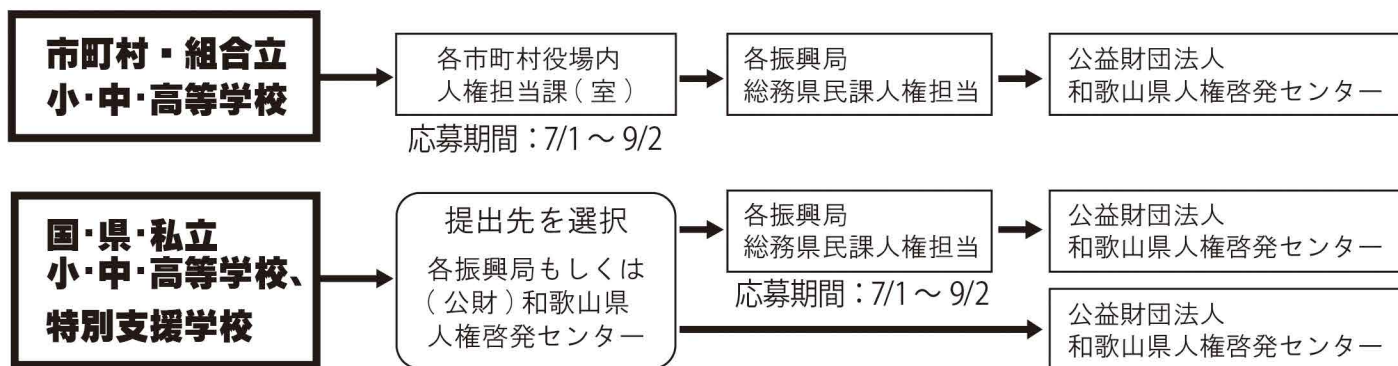 市町村・組合立
小・中・高等学校
各市町村役場内
人権担当課(室)
応募期間:7/1～9/2
各振興局
総務県民課人権担当
公益財団法人
和歌山県人権啓発センター
国・県・私立
小・中・高等学校、
特別支援学校
提出先を選択
各振興局もしくは
(公財)和歌山県
人権啓発センター
各振興局
総務県民課人権担当
応募期間:7/1～9/2
公益財団法人
和歌山県人権啓発センター
公益財団法人
和歌山県人権啓発センター